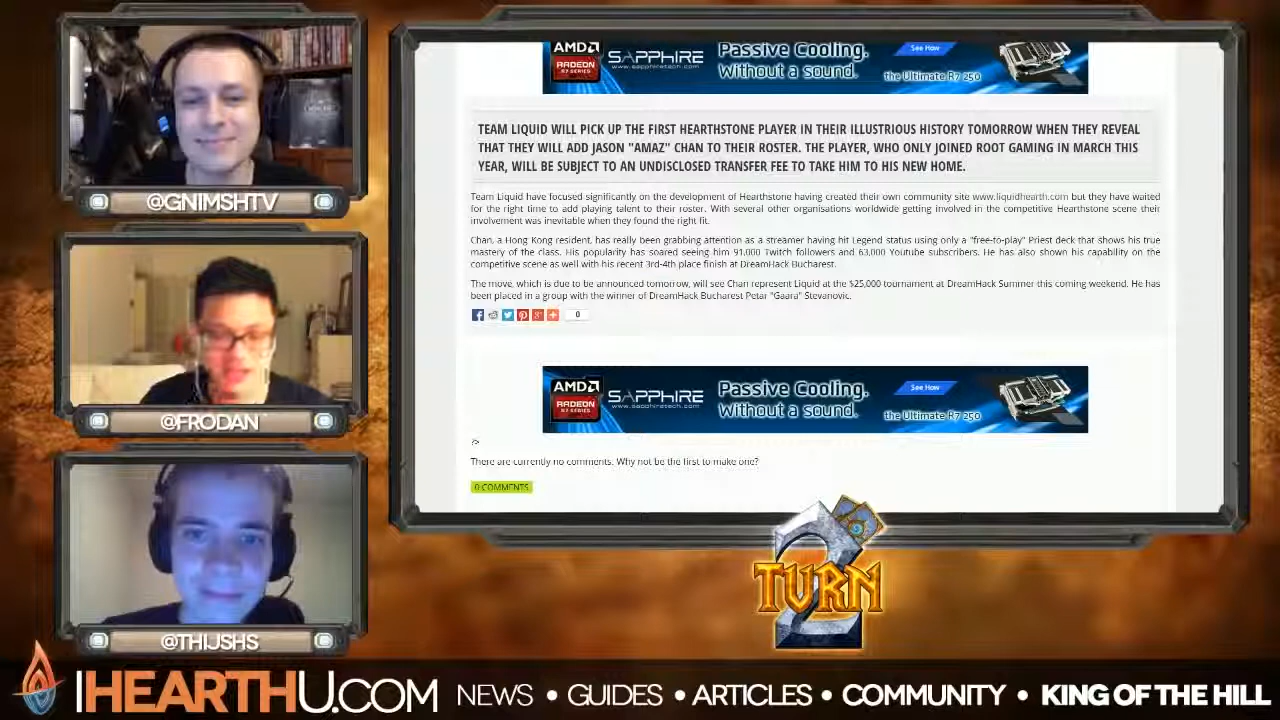 @GNIMSHTV
@FRODAN
@THIJSHS
AMD
RADEON
R7 SERIES
SAPPHIRE
www.sapphiretech.com
Passive Cooling.
Without a sound.
See How
the Ultimate R7 250
TEAM LIQUID WILL PICK UP THE FIRST HEARTHSTONE PLAYER IN THEIR ILLUSTRIOUS HISTORY TOMORROW WHEN THEY REVEAL
THAT THEY WILL ADD JASON "AMAZ" CHAN TO THEIR ROSTER. THE PLAYER, WHO ONLY JOINED ROOT GAMING IN MARCH THIS
YEAR, WILL BE SUBJECT TO AN UNDISCLOSED TRANSFER FEE TO TAKE HIM TO HIS NEW HOME.
Team Liquid have focused significantly on the development of Hearthstone having created their own community site www.liquidhearth.com but they have waited
for the right time to add playing talent to their roster. With several other organisations worldwide getting involved in the competitive Hearthstone scene their
involvement was inevitable when they found the right fit.
Chan, a Hong Kong resident, has really been grabbing attention as a streamer having hit Legend status using only a "free-to-play" Priest deck that shows his true
mastery of the class. His popularity has soared seeing him 91,000 Twitch followers and 63,000 Youtube subscribers. He has also shown his capability on the
competitive scene as well with his recent 3rd-4th place finish at DreamHack Bucharest.
The move, which is due to be announced tomorrow, will see Chan represent Liquid at the $25,000 tournament at DreamHack Summer this coming weekend. He has
been placed in a group with the winner of DreamHack Bucharest Petar "Gaara" Stevanovic.
0
AMD
RADEON
R7 SERIES
SAPPHIRE
www.sapphiretech.com
Passive Cooling.
Without a sound.
See How
the Ultimate R7 250
/>
There are currently no comments. Why not be the first to make one?
0 COMMENTS
TURN
2
IHEARTHU.COM NEWS • GUIDES • ARTICLES • COMMUNITY • KING OF THE HILL